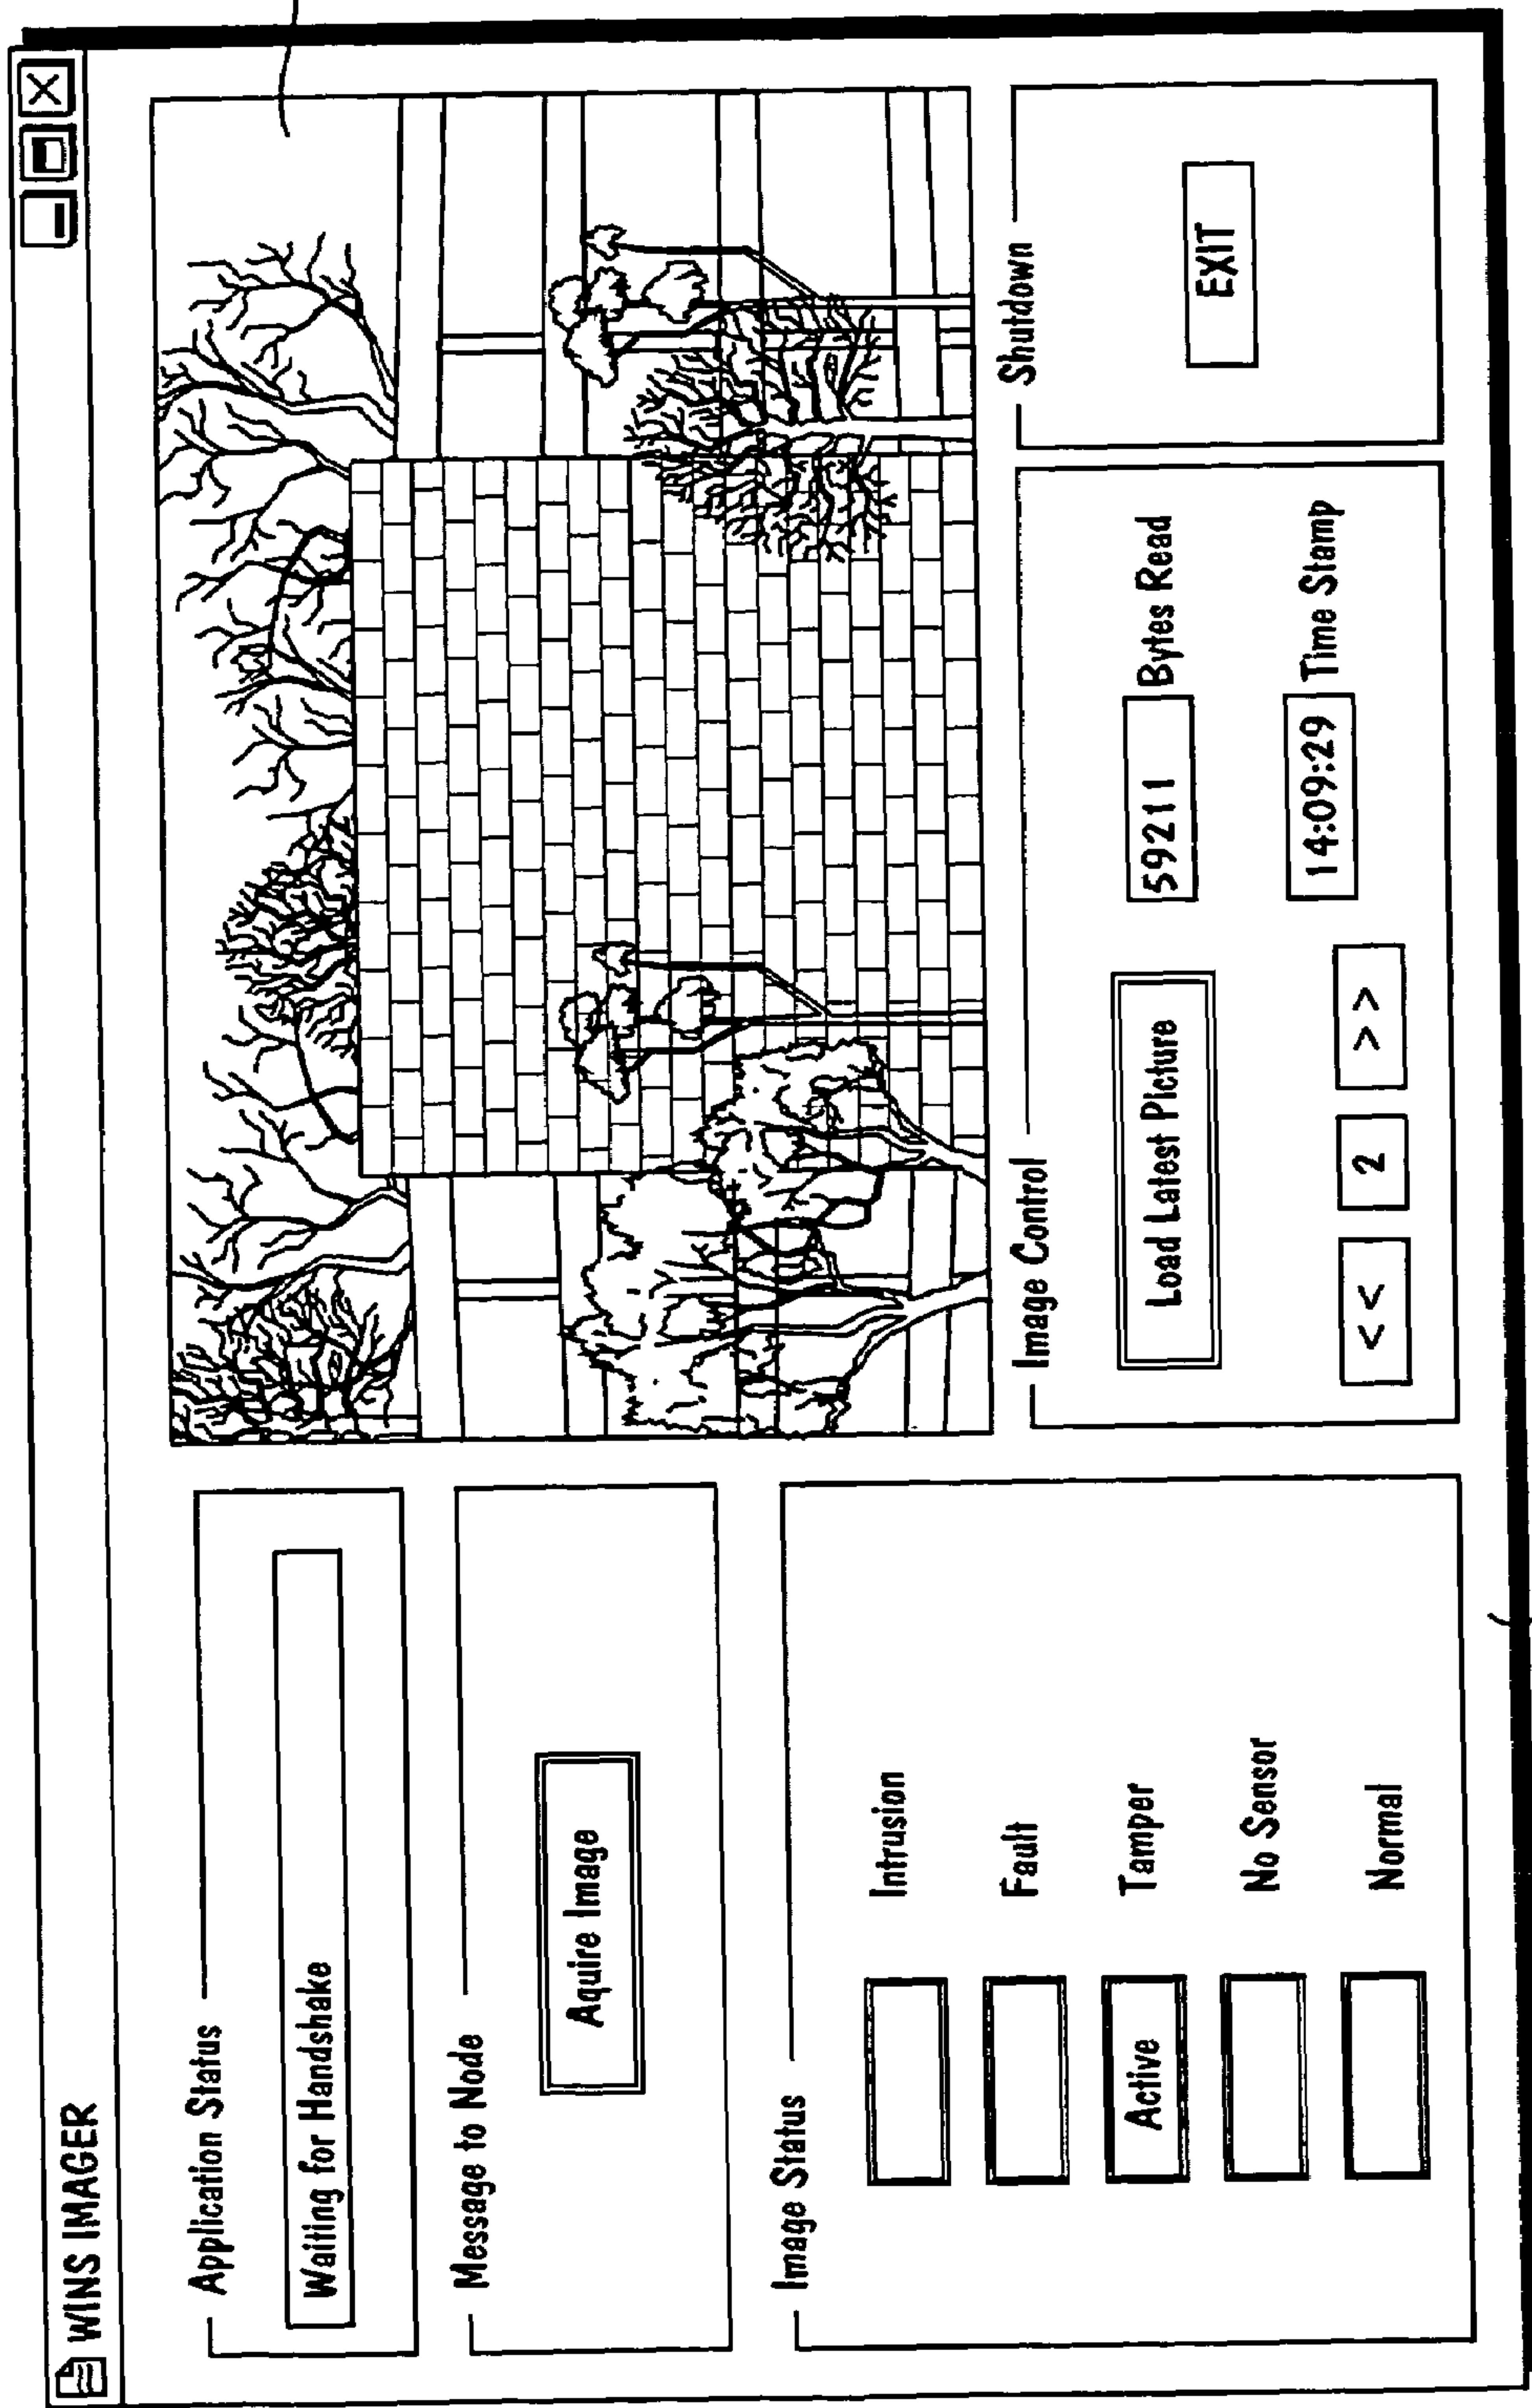 WINS IMAGER
Application Status
Waiting for Handshake
Message to Node
Aquire Image
Image Status
Intrusion
Fault
Active Tamper
No Sensor
Normal
Image Control
Load Latest Picture
59211 Bytes Read
<< 2 >>
14:09:29 Time Stamp
Shutdown
EXIT